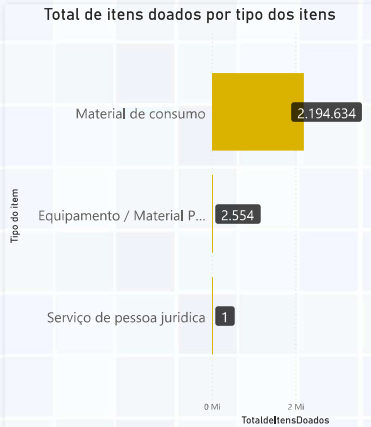 Total de itens doados por tipo dos itens
Tipo do item
Material de consumo
2.194.634
Equipamento / Material P...
2.554
Serviço de pessoa juridica
1
0 Mi
2 Mi
TotaldeItensDoados